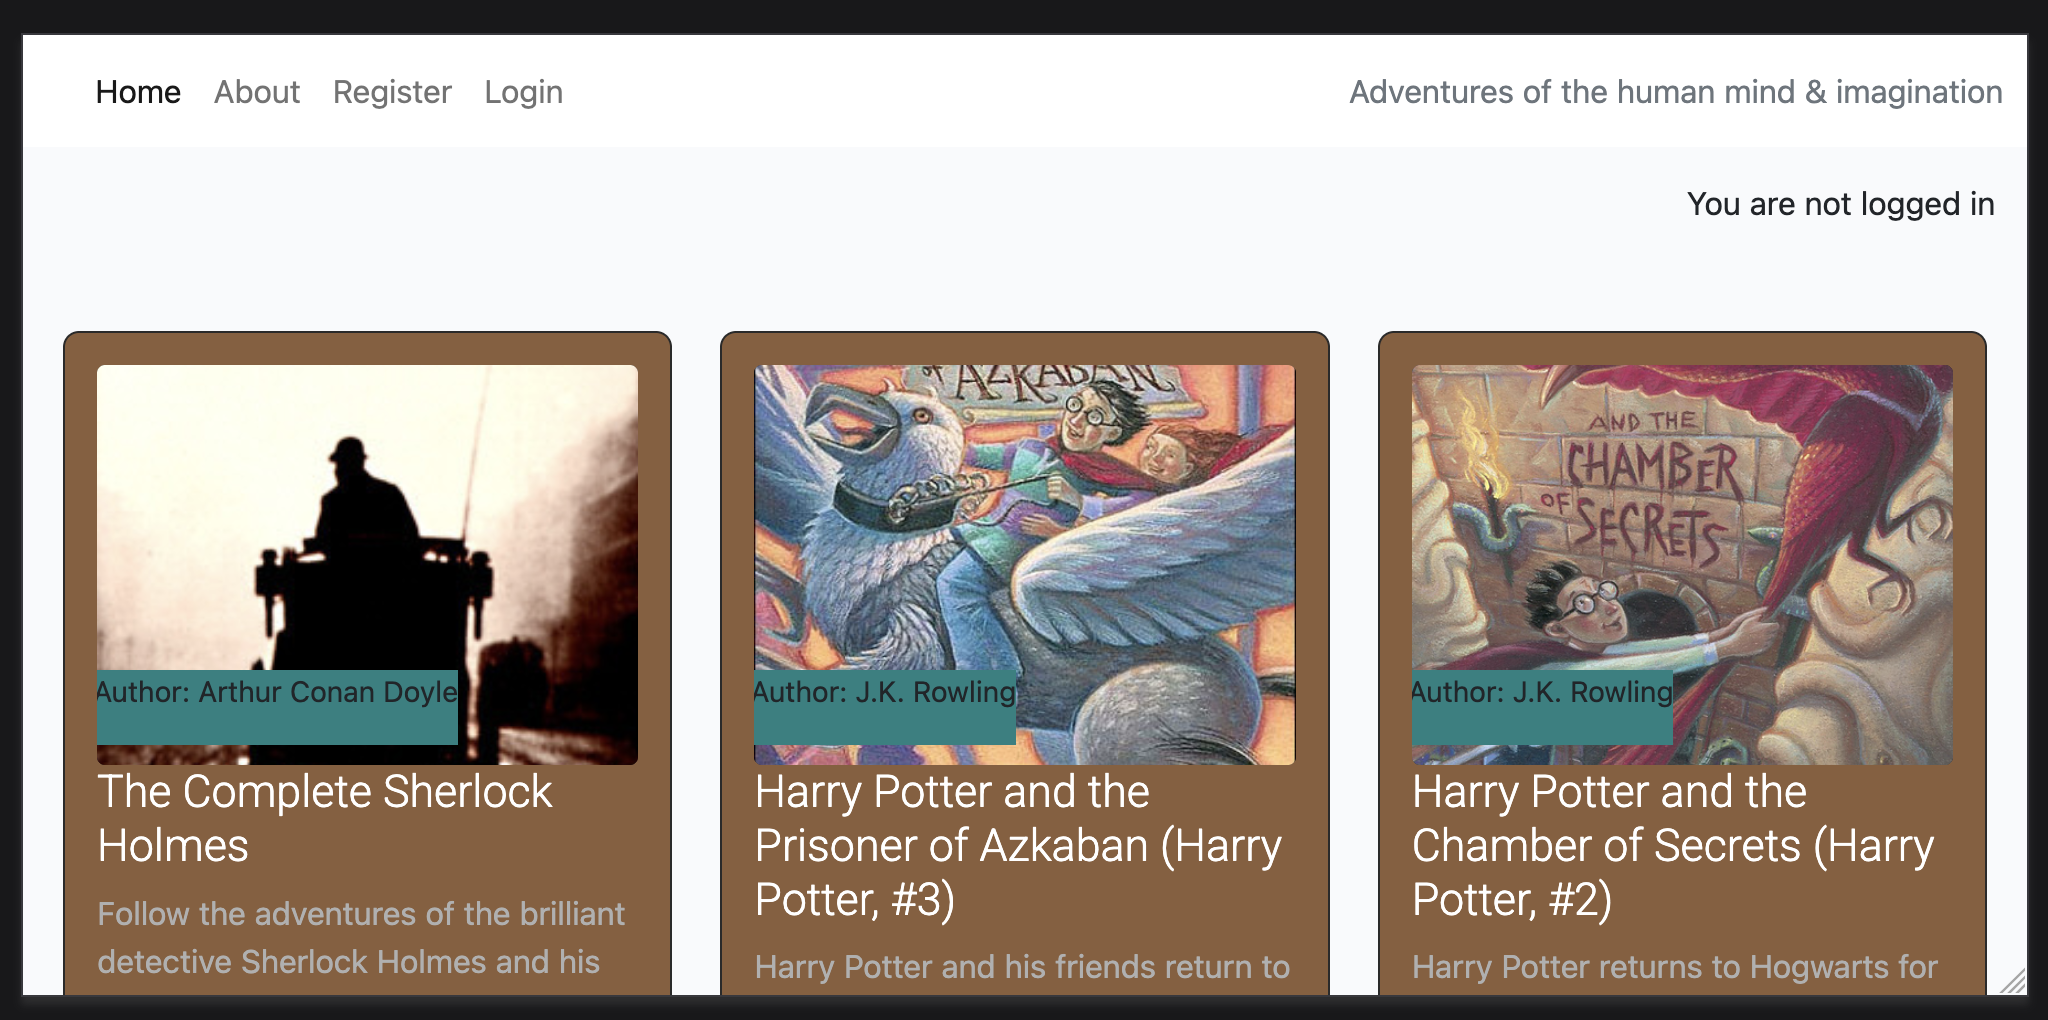 Home About Register Login Adventures of the human mind & imagination
You are not logged in
Author: Arthur Conan Doyle
The Complete Sherlock
Holmes
Follow the adventures of the brilliant
detective Sherlock Holmes and his
OF AZKABAN
Author: J.K. Rowling
Harry Potter and the
Prisoner of Azkaban (Harry
Potter, #3)
Harry Potter and his friends return to
AND THE
CHAMBER
OF SECRETS
Author: J.K. Rowling
Harry Potter and the
Chamber of Secrets (Harry
Potter, #2)
Harry Potter returns to Hogwarts for